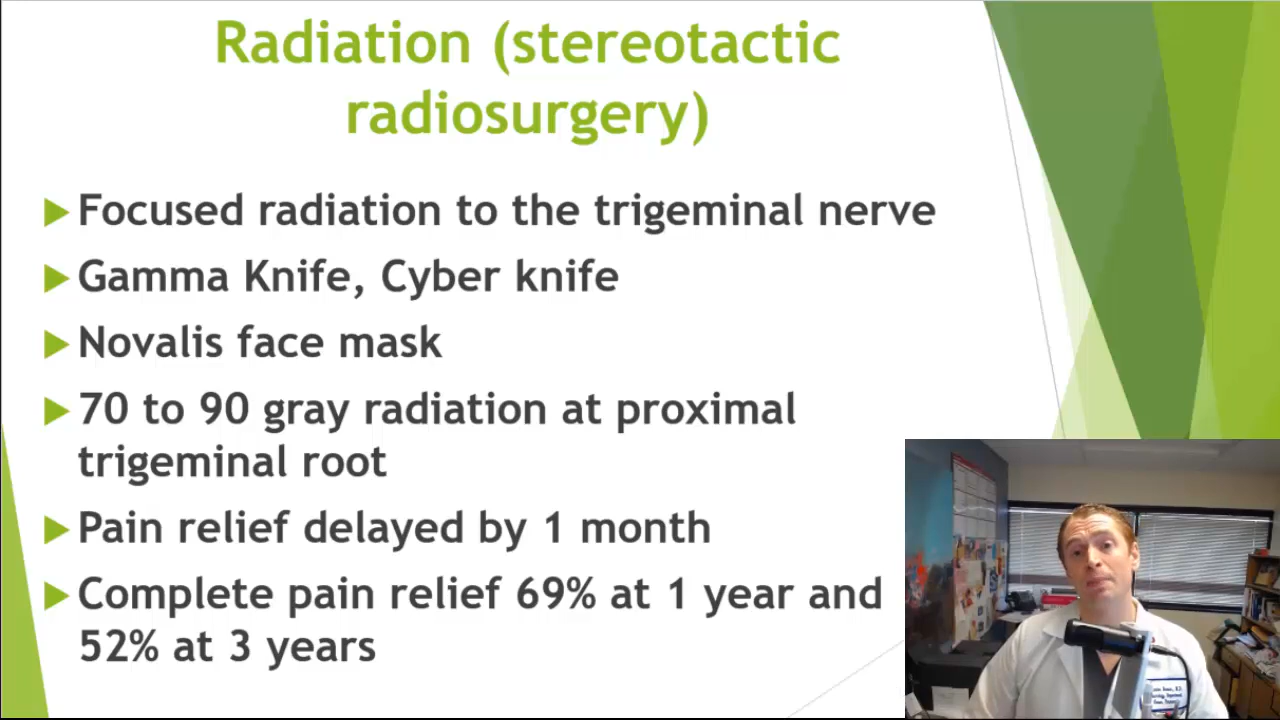 Radiation (stereotactic
radiosurgery)
Focused radiation to the trigeminal nerve
Gamma Knife, Cyber knife
Novalis face mask
70 to 90 gray radiation at proximal
trigeminal root
Pain relief delayed by 1 month
Complete pain relief 69% at 1 year and
52% at 3 years